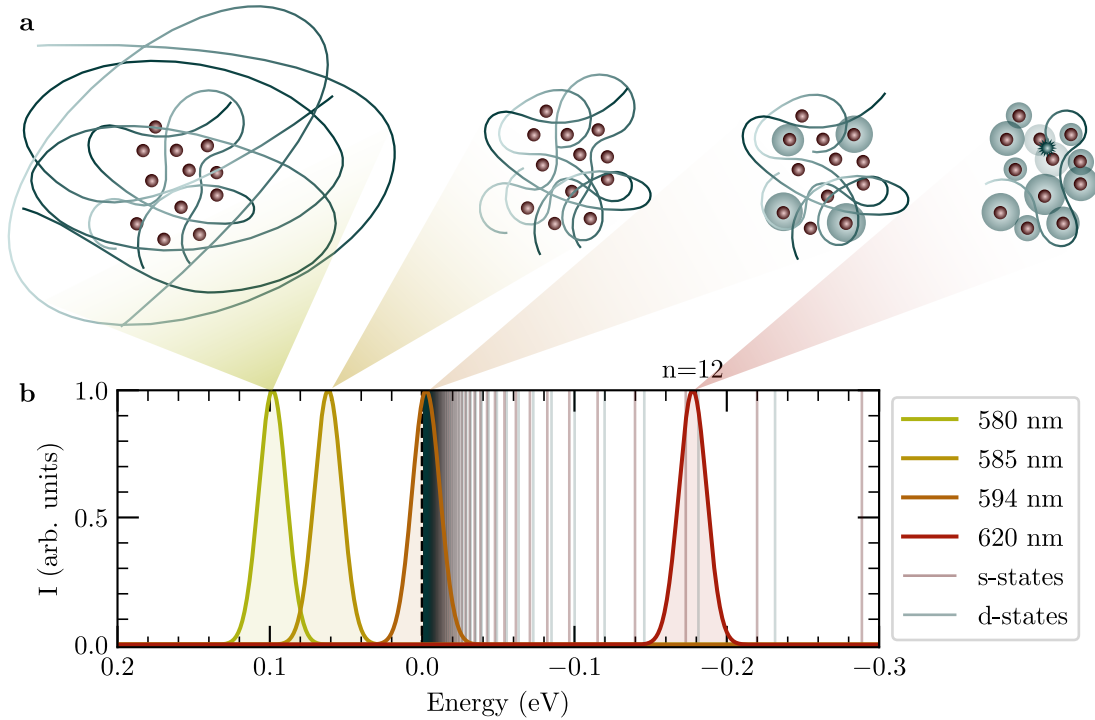 a
n=12
b
1.0
0.5
0.0
I (arb. units)
0.2
0.1
0.0
−0.1
−0.2
−0.3
Energy (eV)
580 nm
585 nm
594 nm
620 nm
s-states
d-states